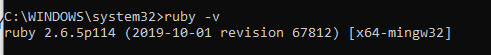 C:\WINDOWS\system32>ruby -v
ruby 2.6.5p114 (2019-10-01 revision 67812) [x64-mingw32]